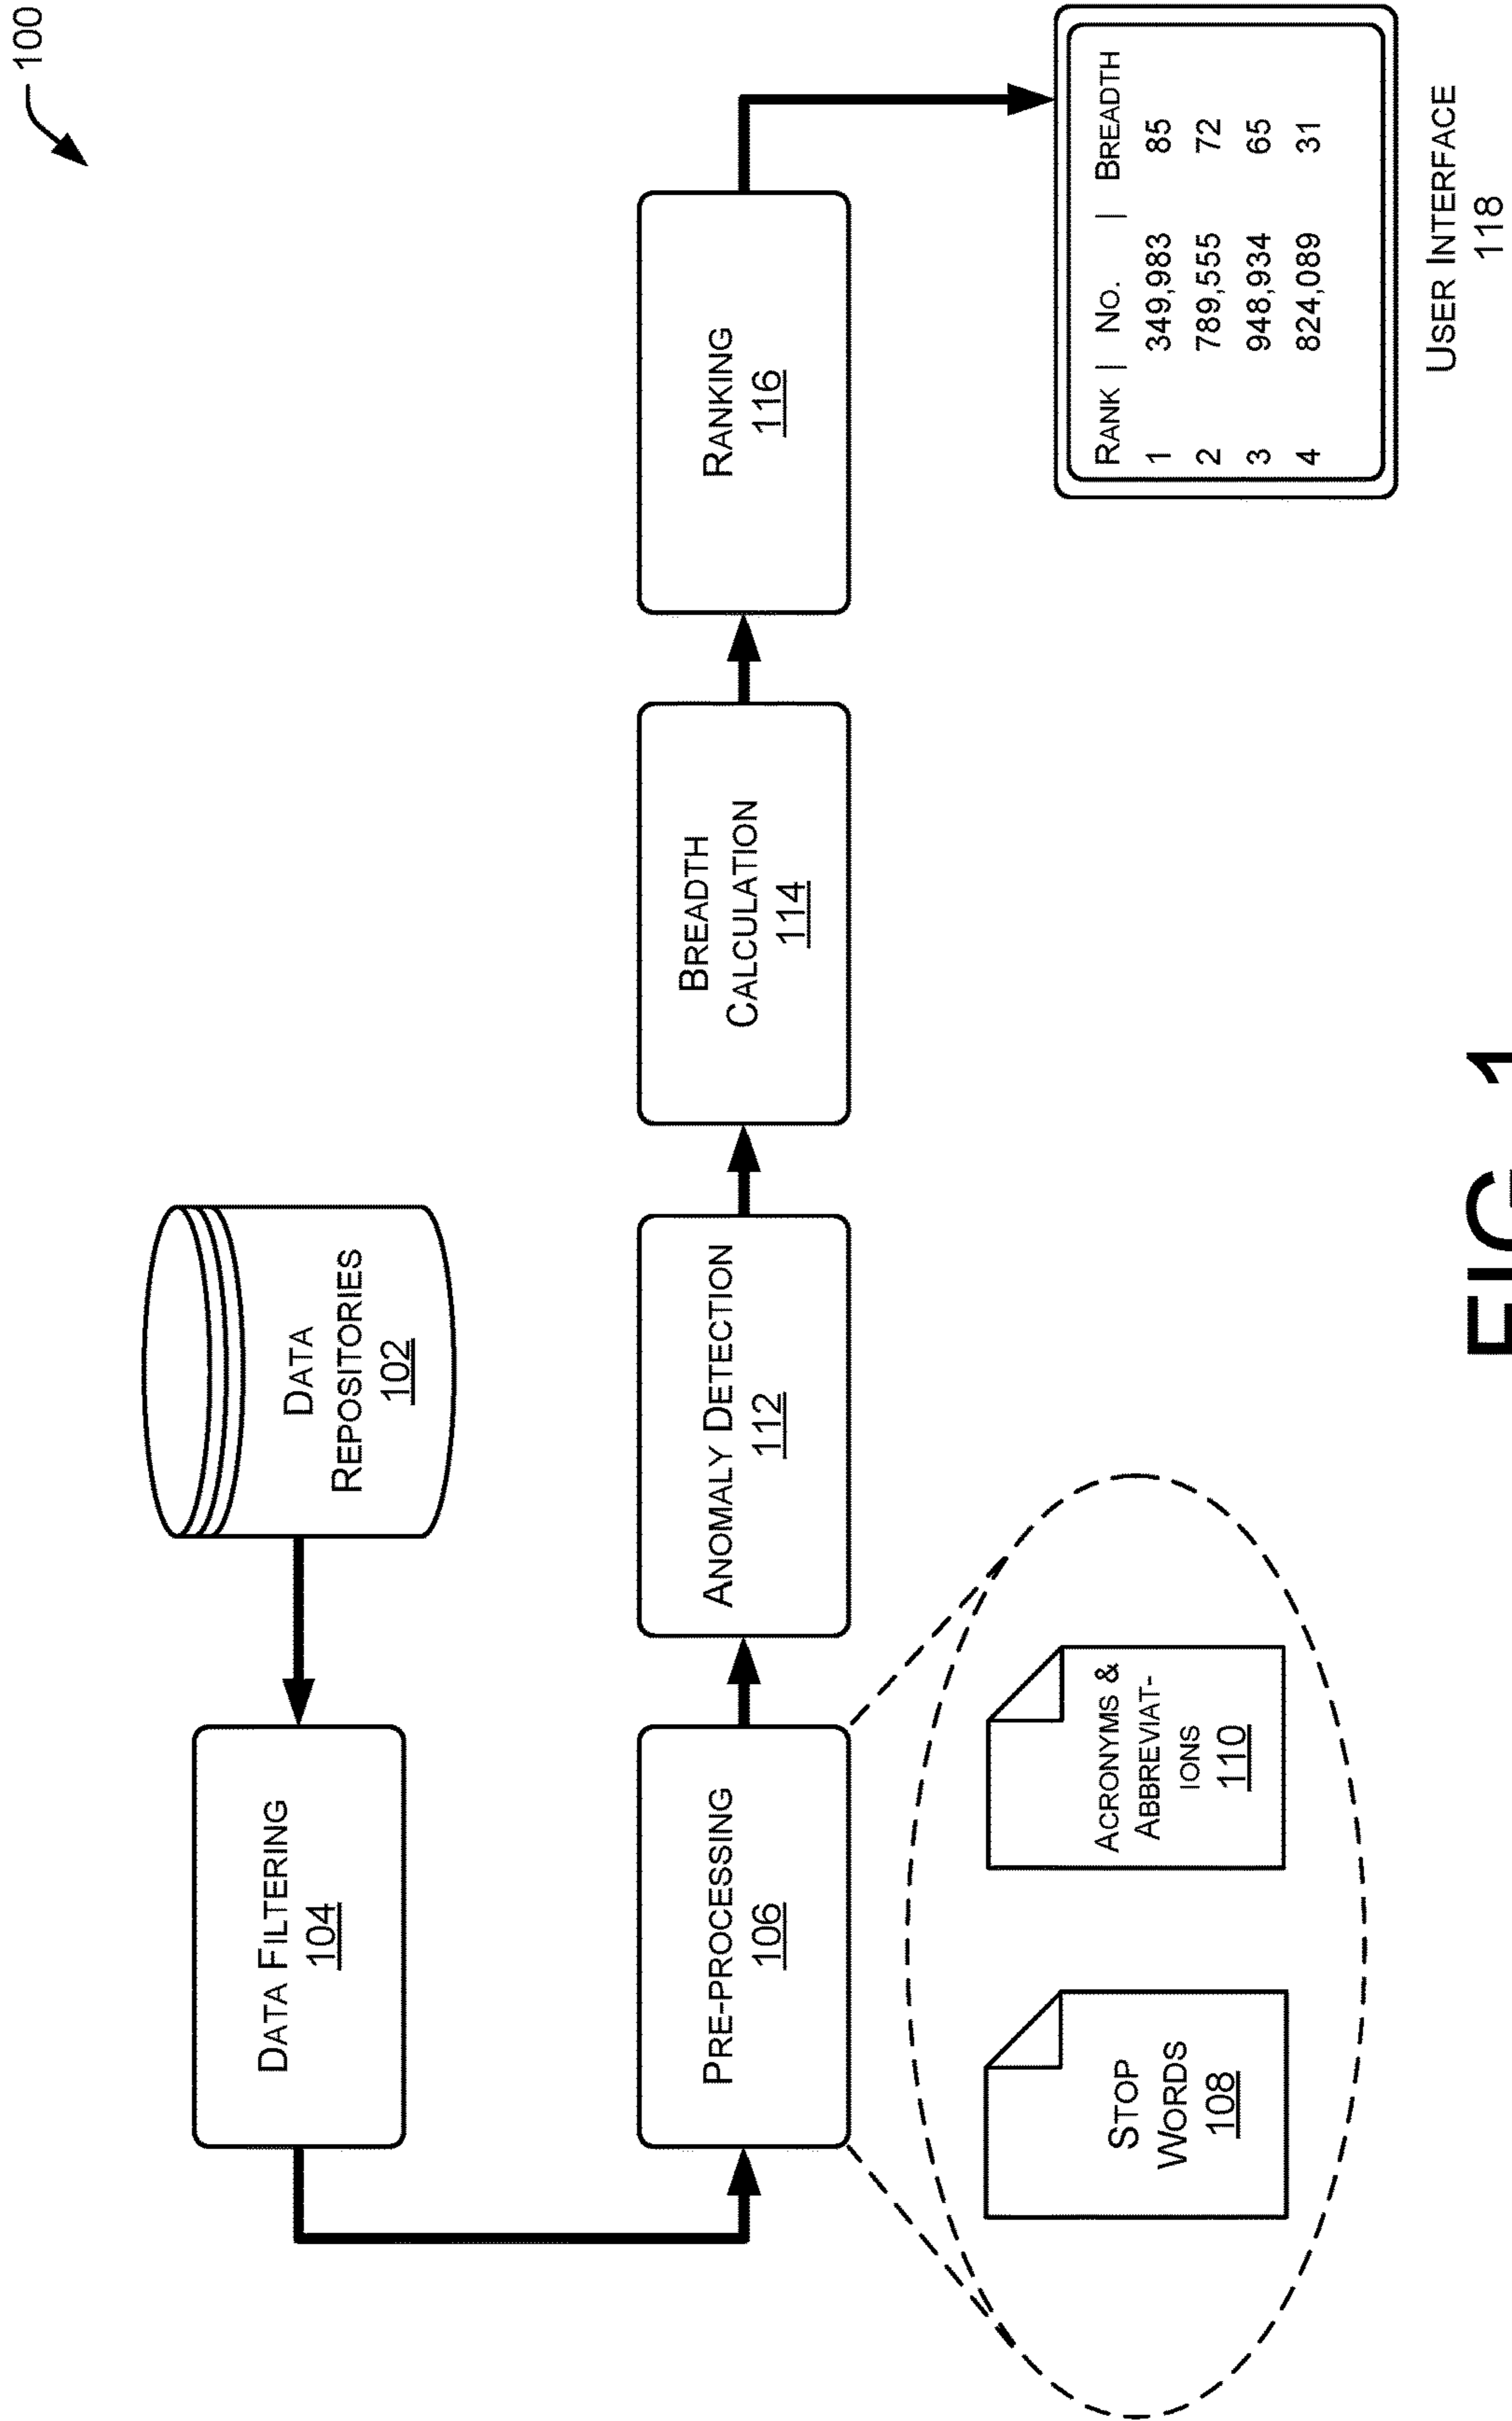 100
DATA
REPOSITORIES
102
DATA FILTERING
104
PRE-PROCESSING
106
ANOMALY DETECTION
112
BREADTH
CALCULATION
114
RANKING
116
STOP
WORDS
108
ACRONYMS &
ABBREVIAT-
IONS
110
RANK | NO. | BREADTH
1 349,983 85
2 789,555 72
3 948,934 65
4 824,089 31
USER INTERFACE
118
FIG. 1